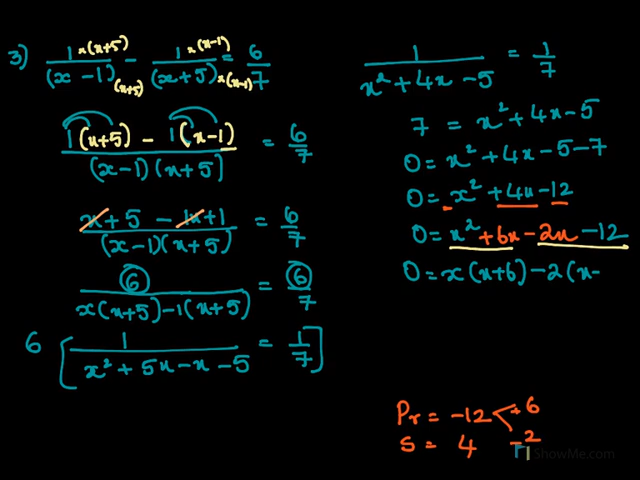 3) 1 x(x+5) / (x-1) (x+5) - 1 x(x-1) / (x+5) x(x-1) = 6/7
1(x+5) - 1(x-1) / (x-1)(x+5) = 6/7
x + 5 - 1x + 1 / (x-1)(x+5) = 6/7
6 / x(x+5) - 1(x+5) = 6/7
6 [ 1 / x² + 5x - x - 5 = 1/7 ]
1 / x² + 4x - 5 = 1/7
7 = x² + 4x - 5
0 = x² + 4x - 5 - 7
0 = x² + 4x - 12
0 = x² + 6x - 2x - 12
0 = x(x+6) - 2(x-
Pr = -12 < +6
S = 4 -2
ShowMe.com